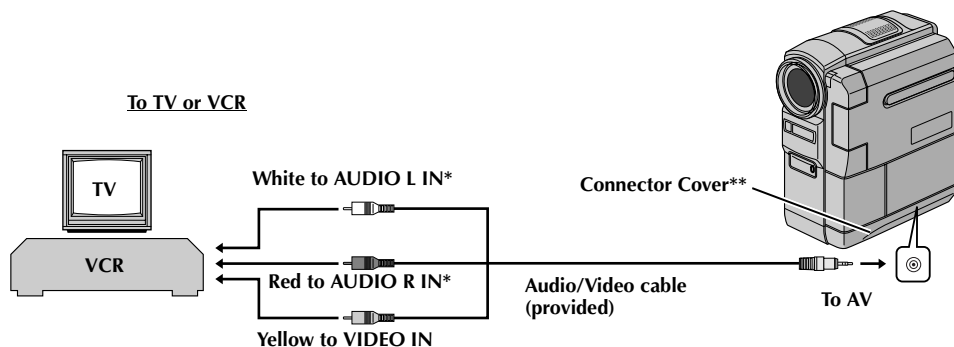 To TV or VCR
TV
VCR
White to AUDIO L IN*
Red to AUDIO R IN*
Yellow to VIDEO IN
Audio/Video cable
(provided)
Connector Cover**
To AV